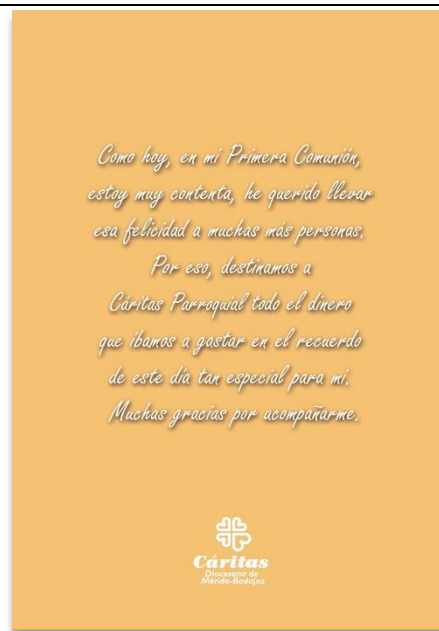 Como hoy, en mi Primera Comunión,
estoy muy contenta, he querido llevar
esa felicidad a muchas más personas.
Por eso, destinamos a
Cáritas Parroquial todo el dinero
que íbamos a gastar en el recuerdo
de este día tan especial para mí.
Muchas gracias por acompañarme.
Cáritas
Diocesana de
Mérida-Badajoz